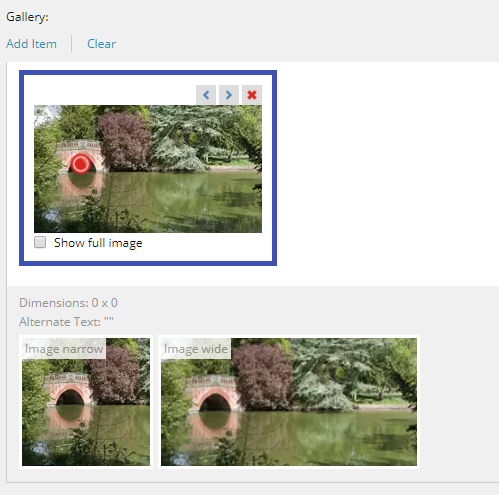 Gallery:
Add Item
Clear
Show full image
Dimensions: 0 x 0
Alternate Text: ""
Image narrow
Image wide